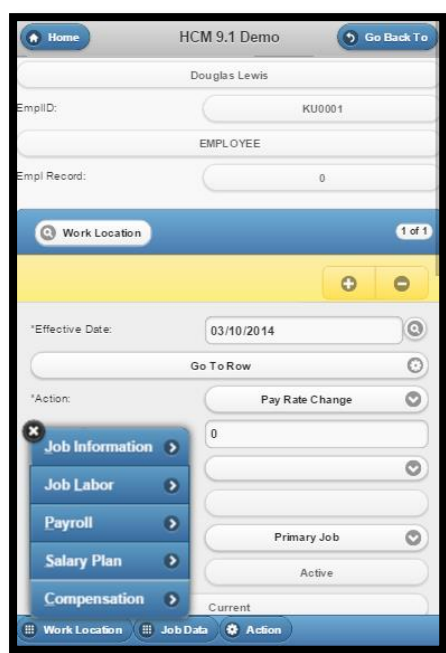 Home HCM 9.1 Demo Go Back To
Douglas Lewis
EmplID: KU0001
EMPLOYEE
Empl Record: 0
Work Location 1 of 1
*Effective Date: 03/10/2014
Go To Row
*Action: Pay Rate Change
0
Job Information
Job Labor
Payroll
Primary Job
Salary Plan
Active
Compensation
Current
Work Location Job Data Action